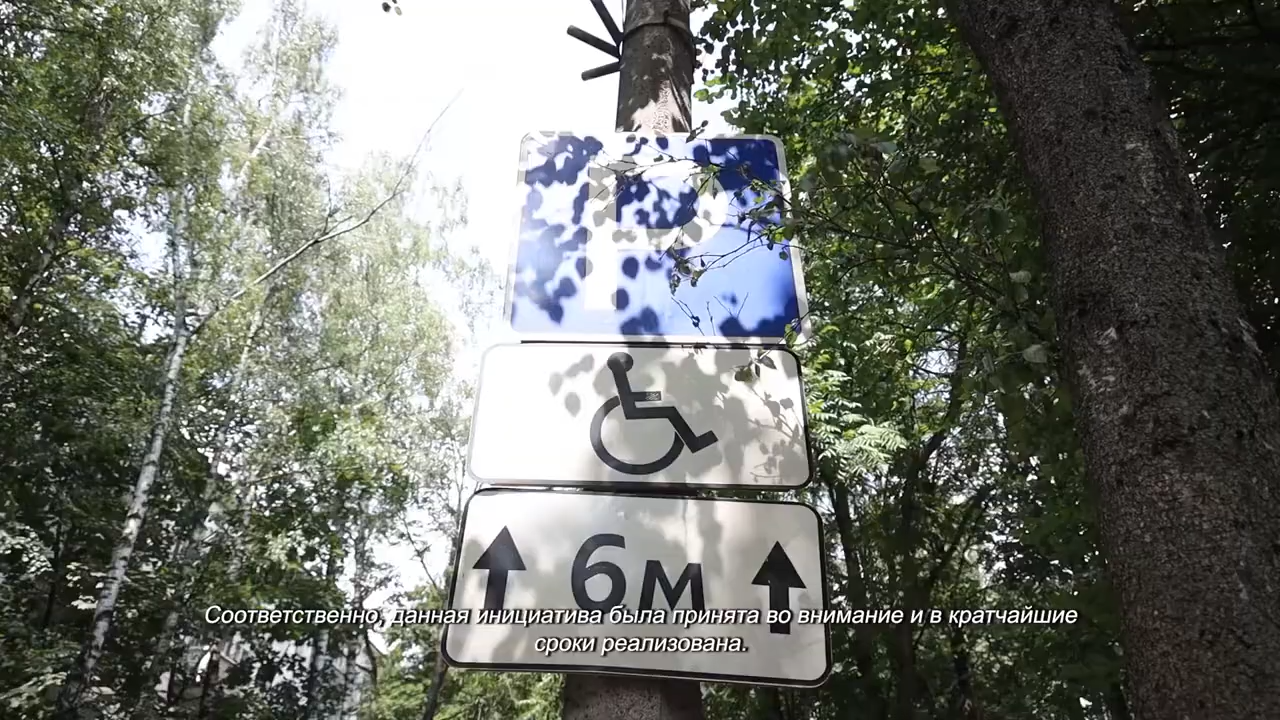 P
6м
Соответственно, данная инициатива была принята во внимание и в кратчайшие
сроки реализована.